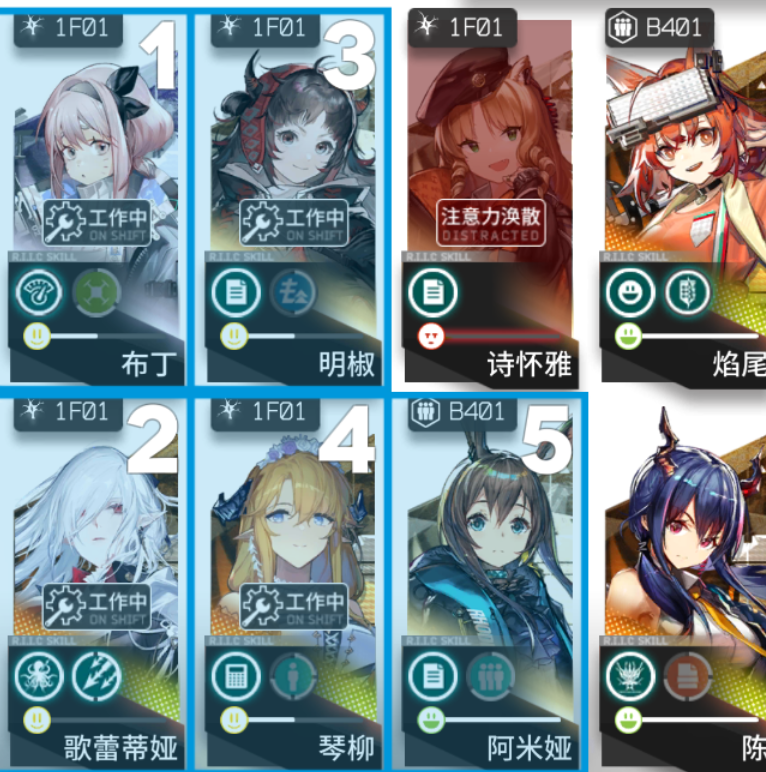 1F01
1
工作中
ON SHIFT
R.I.I.C SKILL
布丁
1F01
3
工作中
ON SHIFT
R.I.I.C SKILL
明椒
1F01
注意力涣散
DISTRACTED
R.I.I.C SKILL
诗怀雅
B401
R.I.I.C SKILL
焰尾
1F01
2
工作中
ON SHIFT
R.I.I.C SKILL
歌蕾蒂娅
1F01
4
工作中
ON SHIFT
R.I.I.C SKILL
琴柳
B401
5
R.I.I.C SKILL
阿米娅
R.I.I.C SKILL
陈